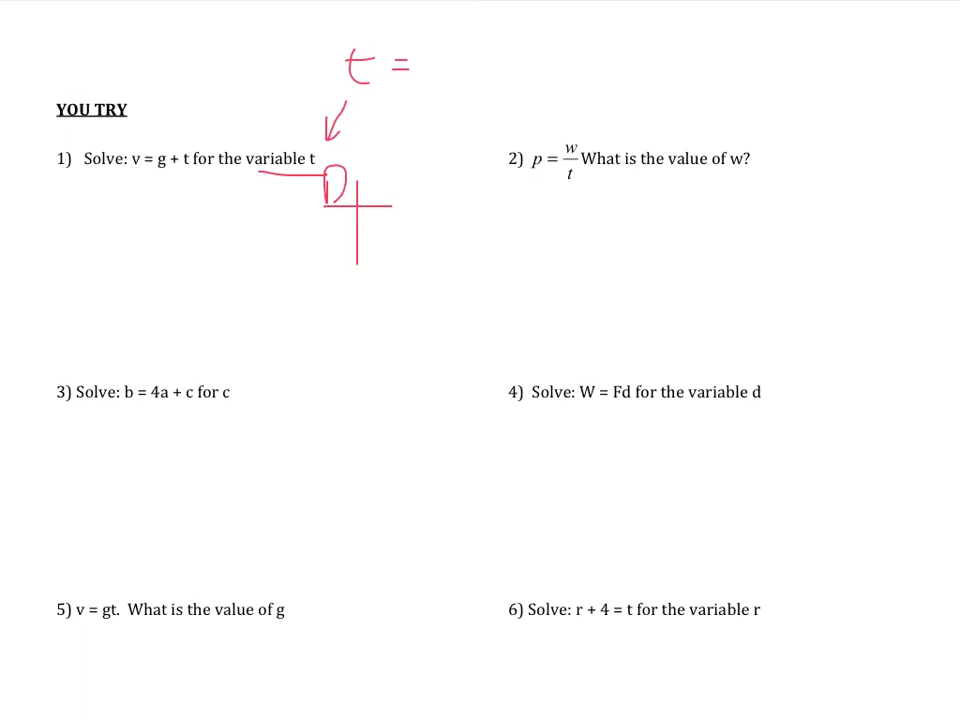 t =
YOU TRY
1) Solve: v = g + t for the variable t
2) p = w/t What is the value of w?
D
3) Solve: b = 4a + c for c
4) Solve: W = Fd for the variable d
5) v = gt. What is the value of g
6) Solve: r + 4 = t for the variable r